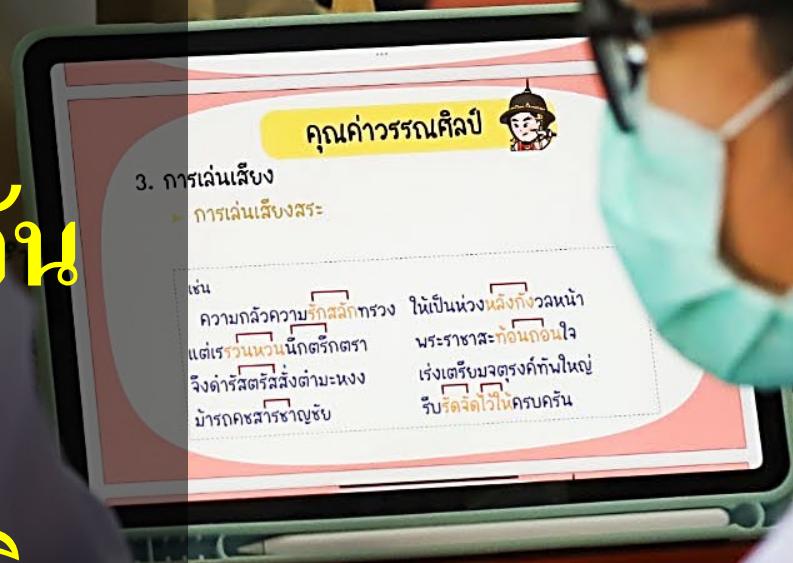 คุณค่าวรรณศิลป์
3. การเล่นเสียง
การเล่นเสียงสระ
เช่น
ความกลัวความรักสลักทรวง ให้เป็นห่วงหลังกังวลหน้า
แต่เรรวนหวนนึกตรึกตรา พระราชาสะท้อนถอนใจ
จึงดำรัสตรัสสั่งตำมะหงง เร่งเตรียมจตุรงค์ทัพใหญ่
ม้ารถคชสารชาญชัย รีบรัดจัดไว้ให้ครบครัน